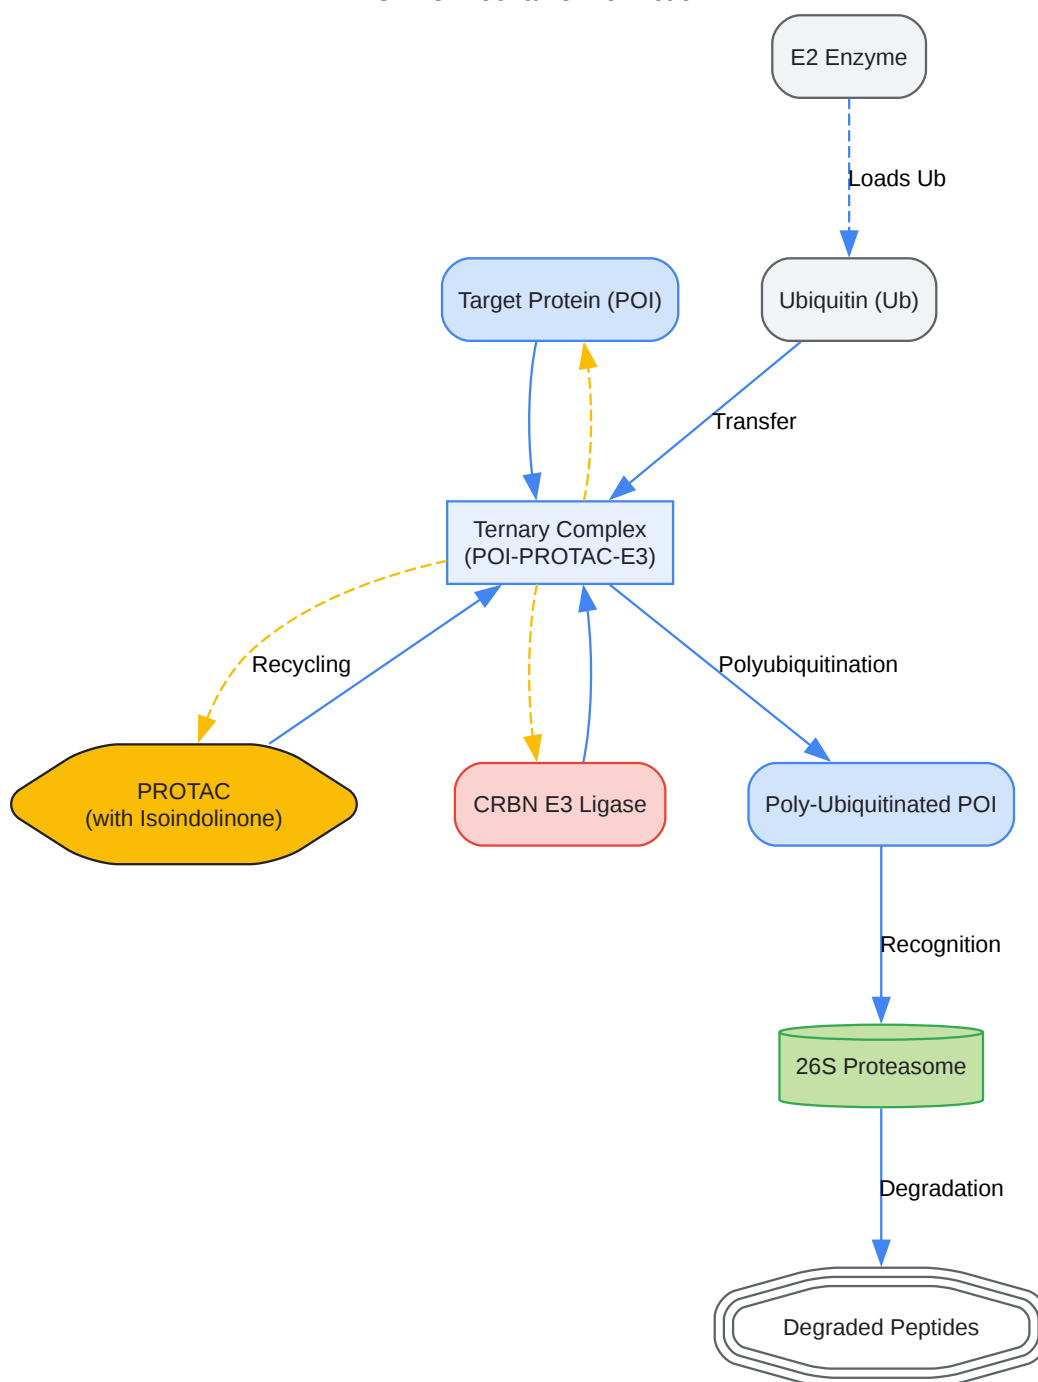 E2 Enzyme
Loads Ub
Target Protein (POI)
Ubiquitin (Ub)
Transfer
Ternary Complex
(POI-PROTAC-E3)
Recycling
Polyubiquitination
PROTAC
(with Isoindolinone)
CRBN E3 Ligase
Poly-Ubiquitinated POI
Recognition
26S Proteasome
Degradation
Degraded Peptides